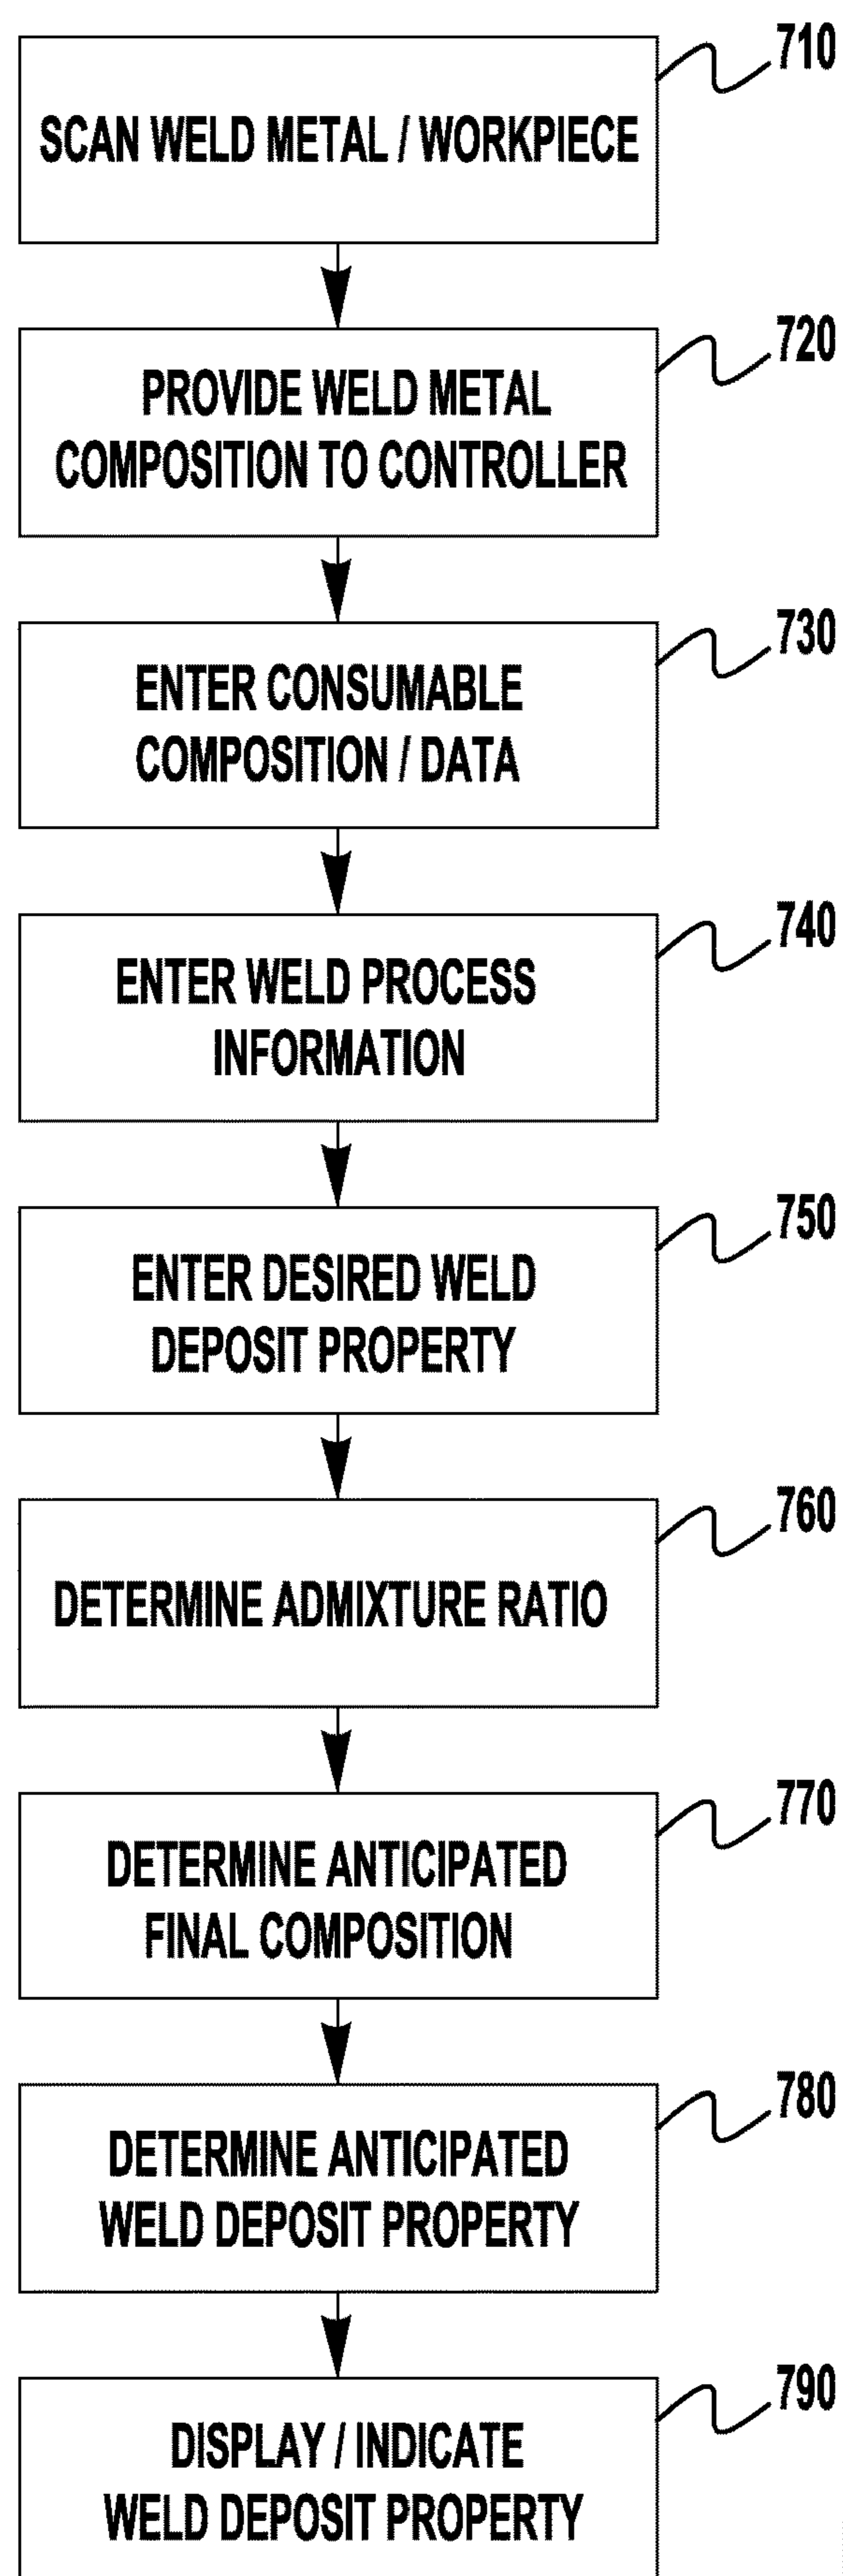 710
SCAN WELD METAL / WORKPIECE
720
PROVIDE WELD METAL
COMPOSITION TO CONTROLLER
730
ENTER CONSUMABLE
COMPOSITION / DATA
740
ENTER WELD PROCESS
INFORMATION
750
ENTER DESIRED WELD
DEPOSIT PROPERTY
760
DETERMINE ADMIXTURE RATIO
770
DETERMINE ANTICIPATED
FINAL COMPOSITION
780
DETERMINE ANTICIPATED
WELD DEPOSIT PROPERTY
790
DISPLAY / INDICATE
WELD DEPOSIT PROPERTY